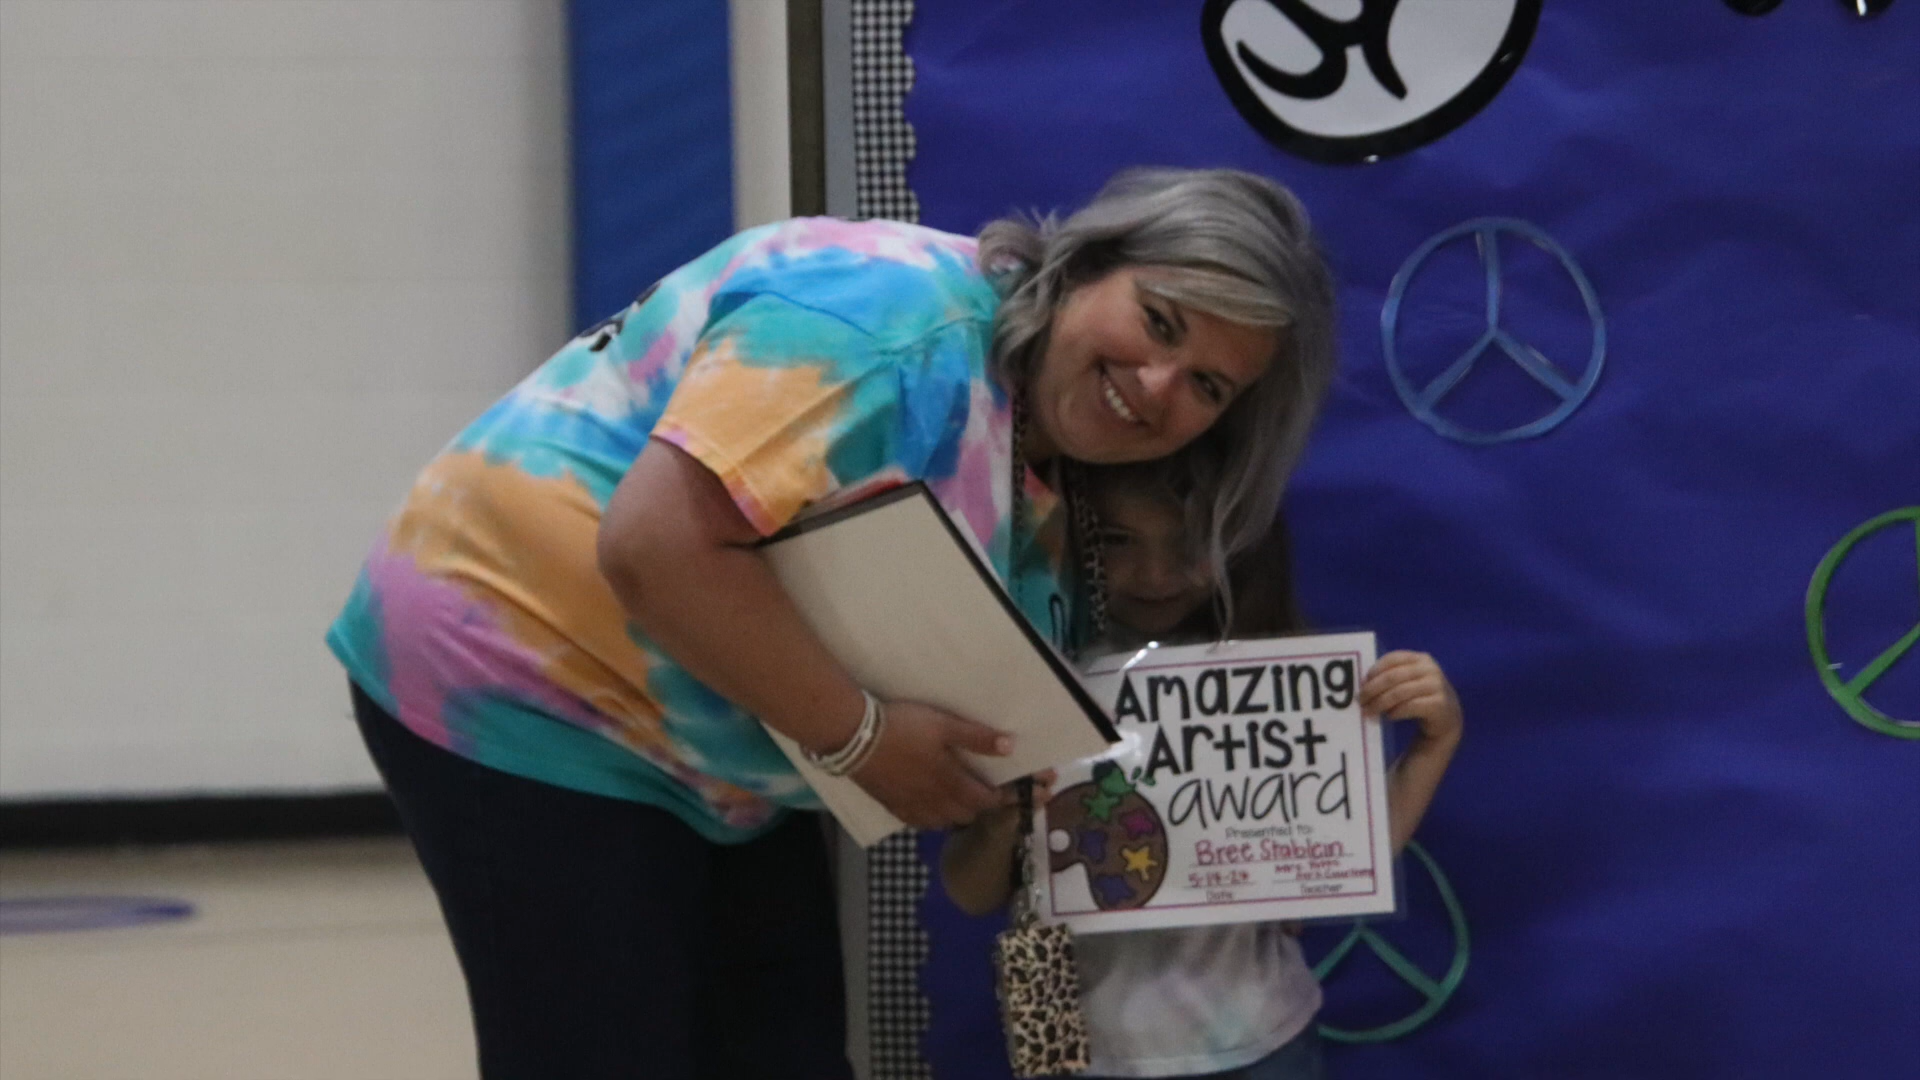 Amazing
Artist
award
Presented to:
Bree Stablein
Date
Teacher